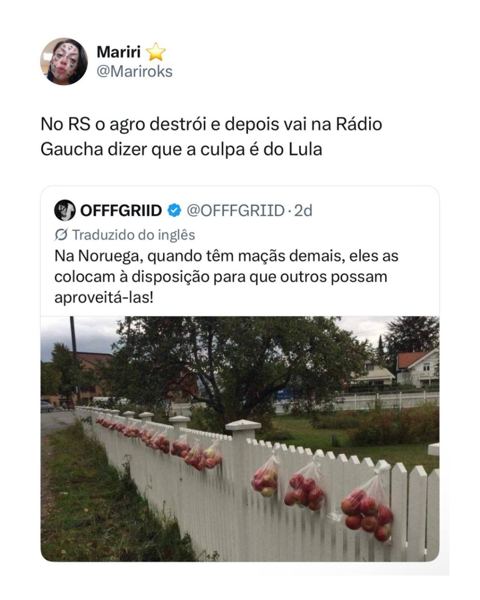 Mariri ⭐
@Mariroks
No RS o agro destrói e depois vai na Rádio
Gaucha dizer que a culpa é do Lula
OFFFGRIID @OFFFGRIID · 2d
Traduzido do inglês
Na Noruega, quando têm maçãs demais, eles as
colocam à disposição para que outros possam
aproveitá-las!